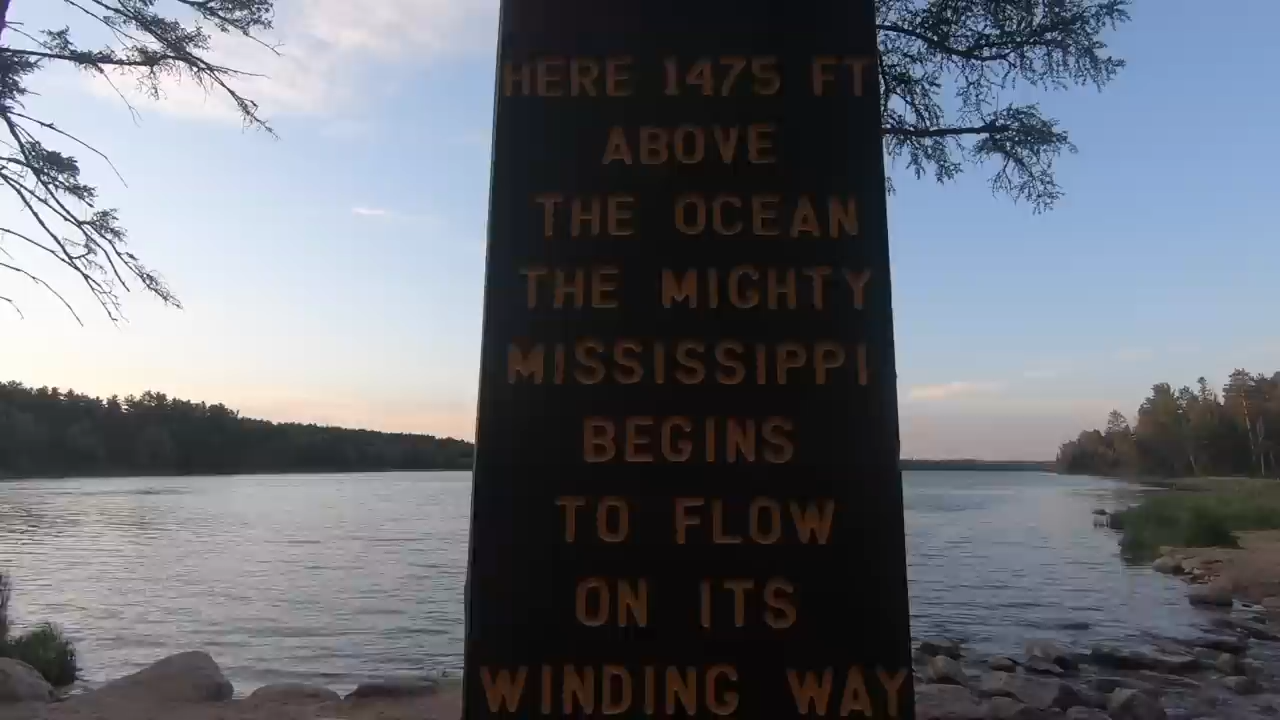 HERE 1475 FT
ABOVE
THE OCEAN
THE MIGHTY
MISSISSIPPI
BEGINS
TO FLOW
ON ITS
WINDING WAY